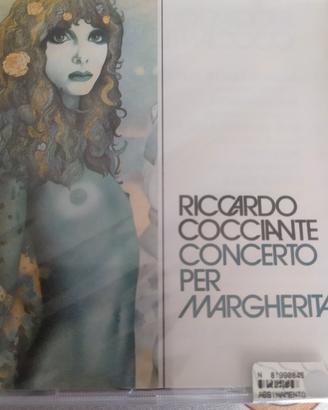 RICCARDO
COCCIANTE
CONCERTO
PER
MARGHERITA